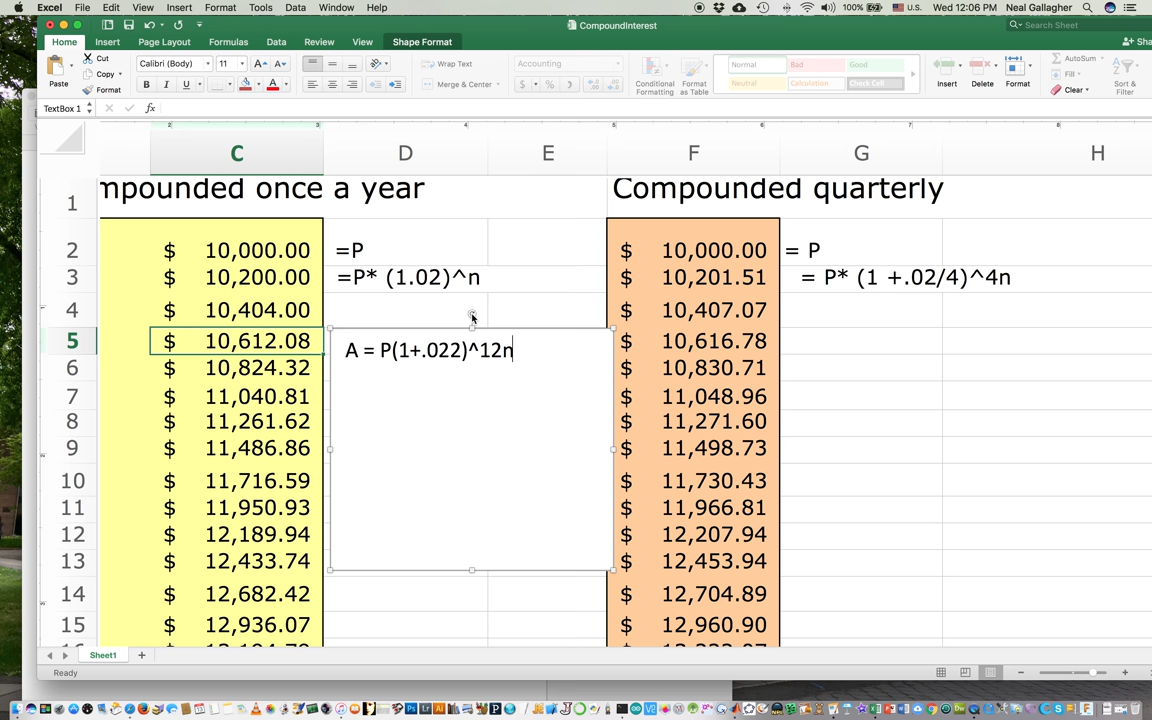 Excel File Edit View Insert Format Tools Data Window Help 100% U.S. Wed 12:06 PM Neal Gallagher
CompoundInterest Search Sheet
Home Insert Page Layout Formulas Data Review View Shape Format Sha
Paste Cut Copy Format
Calibri (Body) 11 A A
B I U A
Wrap Text
Merge & Center
Accounting
$ %
Conditional Formatting
Format as Table
Normal Bad Good
Neutral Calculation Check Cell
Insert Delete Format
AutoSum
Fill
Clear
Sort & Filter
TextBox 1 fx
2 3 4 5 6 7 8
C D E F G H
1 mpounded once a year Compounded quarterly
2 $ 10,000.00 =P $ 10,000.00 = P
3 $ 10,200.00 =P* (1.02)^n $ 10,201.51 = P* (1 +.02/4)^4n
4 $ 10,404.00 $ 10,407.07
5 $ 10,612.08 A = P(1+.022)^12n $ 10,616.78
6 $ 10,824.32 $ 10,830.71
7 $ 11,040.81 $ 11,048.96
8 $ 11,261.62 $ 11,271.60
9 $ 11,486.86 $ 11,498.73
10 $ 11,716.59 $ 11,730.43
11 $ 11,950.93 $ 11,966.81
12 $ 12,189.94 $ 12,207.94
13 $ 12,433.74 $ 12,453.94
14 $ 12,682.42 $ 12,704.89
15 $ 12,936.07 $ 12,960.90
Sheet1
Ready